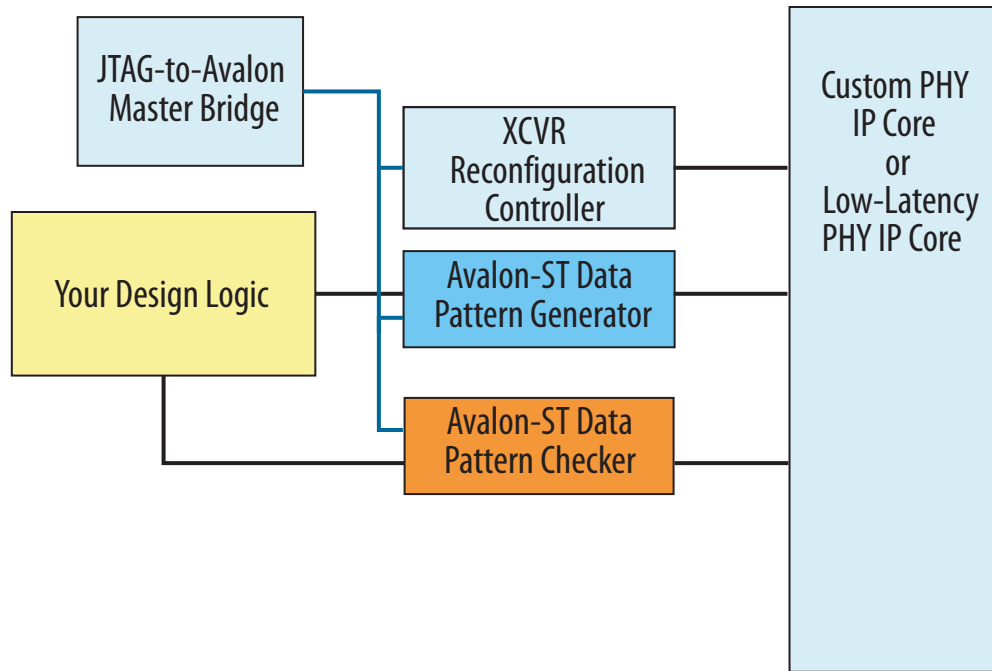 JTAG-to-Avalon
Master Bridge
XCVR
Reconfiguration
Controller
Custom PHY
IP Core
or
Low-Latency
PHY IP Core
Your Design Logic
Avalon-ST Data
Pattern Generator
Avalon-ST Data
Pattern Checker